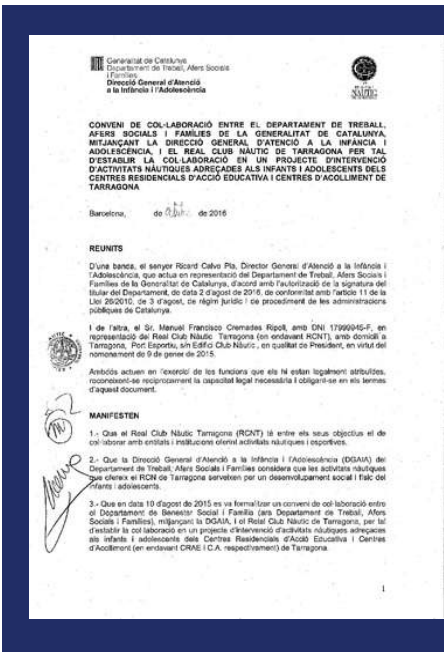 Generalitat de Catalunya
Departament de Treball, Afers Socials
i Famílies
Direcció General d'Atenció
a la Infància i l'Adolescència
NÀUTIC
CONVENI DE COL·LABORACIÓ ENTRE EL DEPARTAMENT DE TREBALL,
AFERS SOCIALS I FAMÍLIES DE LA GENERALITAT DE CATALUNYA,
MITJANÇANT LA DIRECCIÓ GENERAL D'ATENCIÓ A LA INFÀNCIA I
ADOLESCÈNCIA, I EL REAL CLUB NÀUTIC DE TARRAGONA PER TAL
D'ESTABLIR LA COL·LABORACIÓ EN UN PROJECTE D'INTERVENCIÓ
D'ACTIVITATS NÀUTIQUES ADREÇADES ALS INFANTS I ADOLESCENTS DELS
CENTRES RESIDENCIALS D'ACCIÓ EDUCATIVA I CENTRES D'ACOLLIMENT DE
TARRAGONA
Barcelona, de de 2016
REUNITS
D'una banda, el senyor Ricard Calvo Pla, Director General d'Atenció a la Infància i
l'Adolescència, que actua en representació del Departament de Treball, Afers Socials i
Famílies de la Generalitat de Catalunya, d'acord amb l'autorització de la signatura del
titular del Departament, de data 2 d'agost de 2016, de conformitat amb l'article 11 de la
Llei 26/2010, de 3 d'agost, de règim jurídic i de procediment de les administracions
públiques de Catalunya.
I de l'altra, el Sr. Manuel Francisco Cremades Ripoll, amb DNI 17999945-F, en
representació del Real Club Nàutic Tarragona (en endavant RCNT), amb domicili a
Tarragona, Port Esportiu, s/n Edifici Club Nàutic, en qualitat de President, en virtut del
nomenament de 9 de gener de 2015.
Ambdós actuen en l'exercici de les funcions que els hi estan legalment atribuïdes,
reconeixent-se recíprocament la capacitat legal necessària i obligant-se en els termes
d'aquest document.
MANIFESTEN
1.- Que el Real Club Nàutic Tarragona (RCNT) té entre els seus objectius el de
col·laborar amb entitats i institucions oferint activitats nàutiques i esportives.
2.- Que la Direcció General d'Atenció a la Infància i l'Adolescència (DGAIA) del
Departament de Treball, Afers Socials i Famílies considera que les activitats nàutiques
que ofereix el RCN de Tarragona serveixen per un desenvolupament social i físic del
infants i adolescents.
3.- Que en data 10 d'agost de 2015 es va formalitzar un conveni de col·laboració entre
el Departament de Benestar Social i Família (ara Departament de Treball, Afers
Socials i Famílies), mitjançant la DGAIA, i el Reial Club Nàutic de Tarragona, per tal
d'establir la col·laboració en un projecte d'intervenció d'activitats nàutiques adreçades
als infants i adolescents dels Centres Residencials d'Acció Educativa i Centres
d'Acolliment (en endavant CRAE i C.A. respectivament) de Tarragona.
1